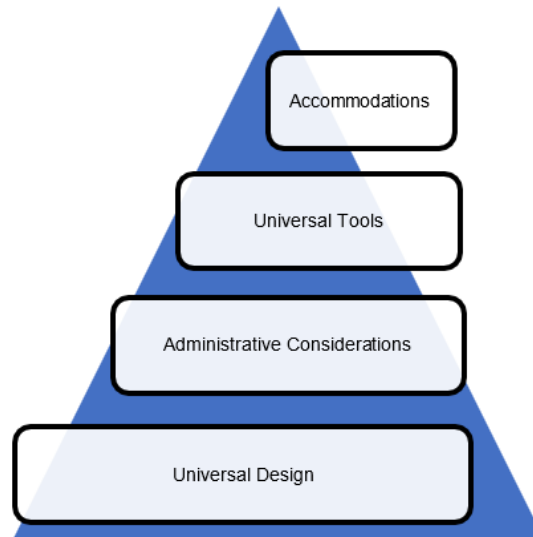 Accommodations
Universal Tools
Administrative Considerations
Universal Design